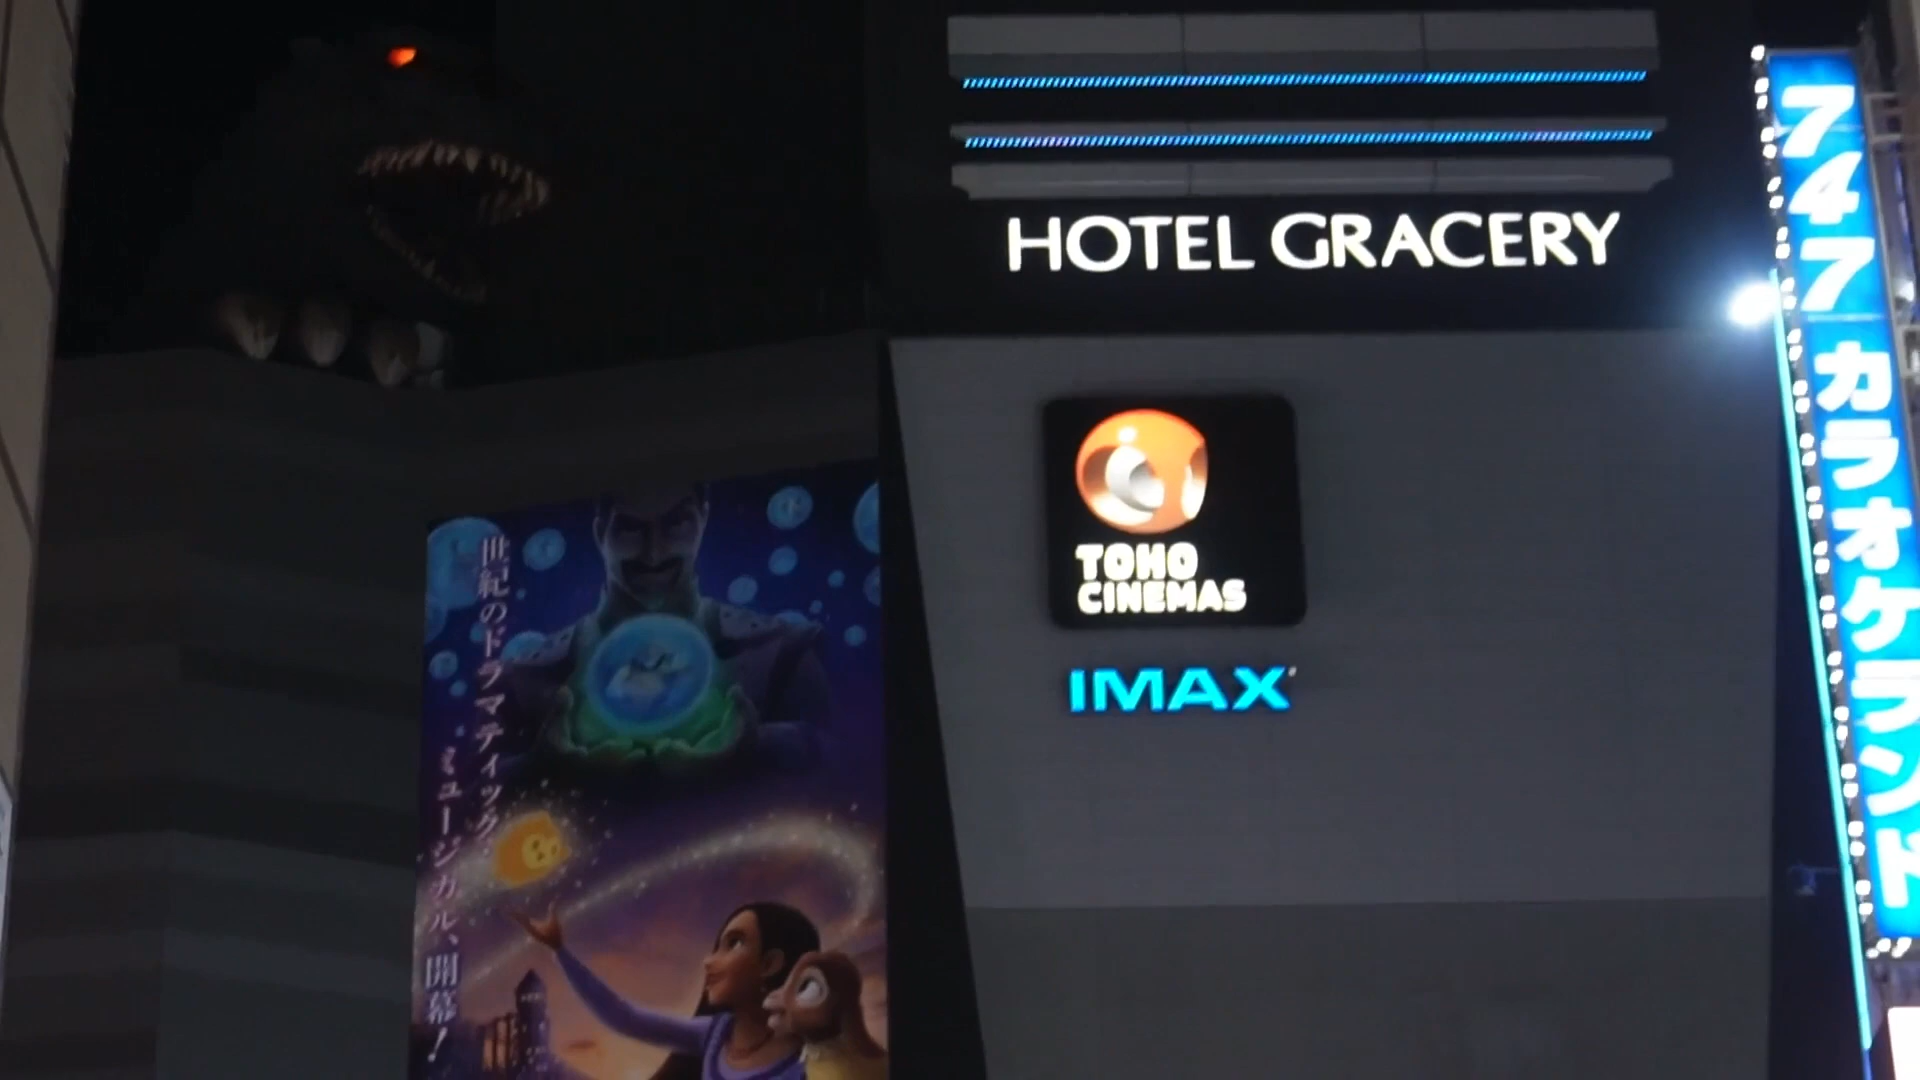 HOTEL GRACERY
TOHO
CINEMAS
IMAX
747カラオケランド
世紀のドラマティック・
ミュージカル、開幕!